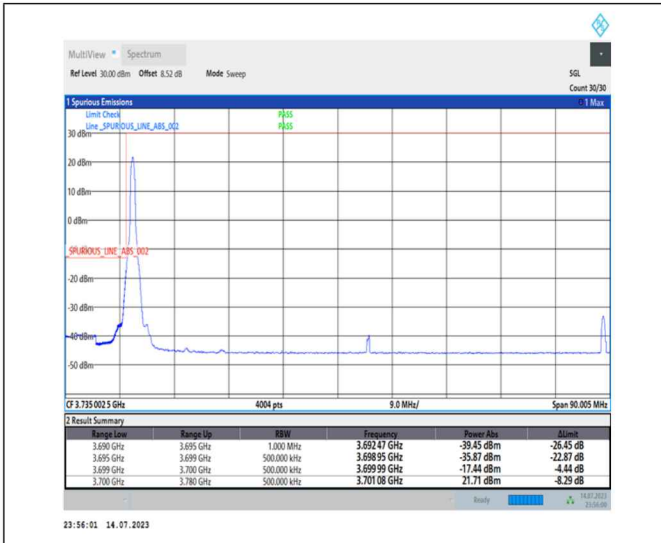 MultiView * Spectrum
Ref Level 30.00 dBm Offset 8.52 dB Mode Sweep SGL
Count 30/30
1 Spurious Emissions 1 Max
Limit Check PASS
Line _SPURIOUS_LINE_ABS_002 PASS
30 dBm
20 dBm
10 dBm
0 dBm
_SPURIOUS_LINE_ABS_002
-20 dBm
-30 dBm
-40 dBm
-50 dBm
CF 3.735 002 5 GHz 4004 pts 9.0 MHz/ Span 90.005 MHz
2 Result Summary
Range Low Range Up RBW Frequency Power Abs ΔLimit
3.690 GHz 3.695 GHz 1.000 MHz 3.692 47 GHz -39.45 dBm -26.45 dB
3.695 GHz 3.699 GHz 500.000 kHz 3.698 95 GHz -35.87 dBm -22.87 dB
3.699 GHz 3.700 GHz 500.000 kHz 3.699 99 GHz -17.44 dBm -4.44 dB
3.700 GHz 3.780 GHz 500.000 kHz 3.701 08 GHz 21.71 dBm -8.29 dB
Ready 14.07.2023
23:56:00
23:56:01 14.07.2023